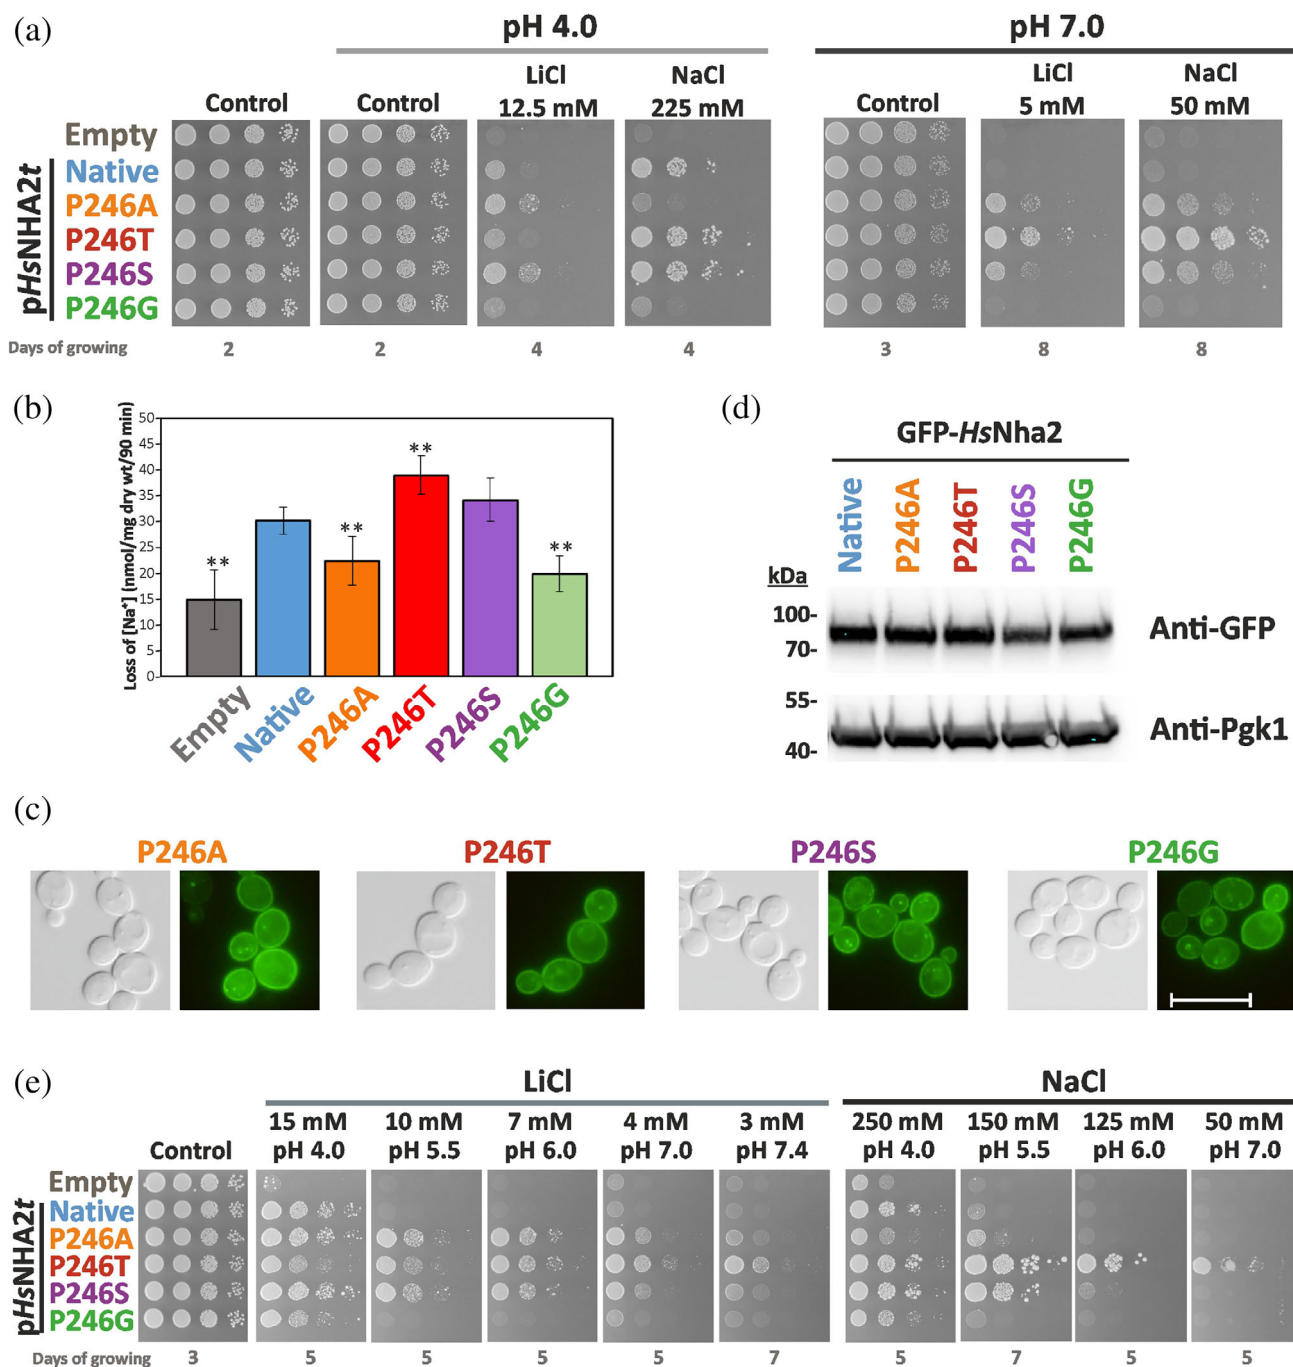 (a)
pH 4.0
pH 7.0
LiCl
NaCl
LiCl
NaCl
Control
Control
12.5 mM
225 mM
Control
5 mM
50 mM
Empty
pHsNHA2t
Native
P246A
P246T
P246S
P246G
Days of growing
2
2
4
4
3
8
8
(b)
Loss of [Na⁺] (nmol/mg dry wt/90 min)
50
45
40
35
30
25
20
15
10
5
0
**
**
**
**
Empty
Native
P246A
P246T
P246S
P246G
(d)
GFP-HsNha2
Native
P246A
P246T
P246S
P246G
kDa
100-
70-
Anti-GFP
55-
40-
Anti-Pgk1
(c)
P246A
P246T
P246S
P246G
(e)
LiCl
NaCl
15 mM
10 mM
7 mM
4 mM
3 mM
250 mM
150 mM
125 mM
50 mM
Control
pH 4.0
pH 5.5
pH 6.0
pH 7.0
pH 7.4
pH 4.0
pH 5.5
pH 6.0
pH 7.0
Empty
pHsNHA2t
Native
P246A
P246T
P246S
P246G
Days of growing
3
5
5
5
5
7
5
7
5
5